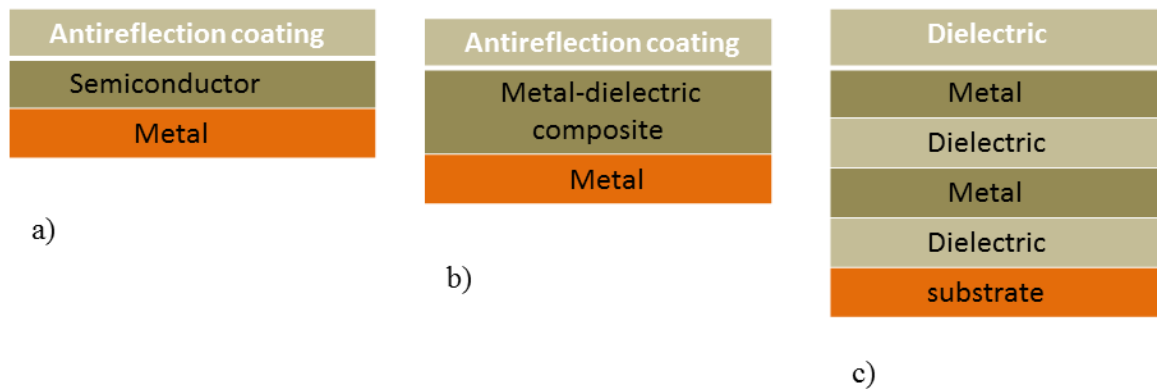 Antireflection coating
Semiconductor
Metal
a)
Antireflection coating
Metal-dielectric
composite
Metal
b)
Dielectric
Metal
Dielectric
Metal
Dielectric
substrate
c)